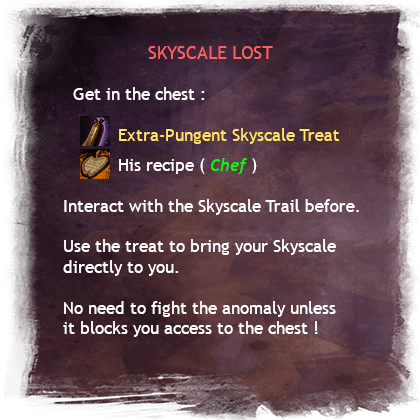 SKYSCALE LOST
Get in the chest :
Extra-Pungent Skyscale Treat
His recipe ( Chef )
Interact with the Skyscale Trail before.
Use the treat to bring your Skyscale
directly to you.
No need to fight the anomaly unless
it blocks you access to the chest !